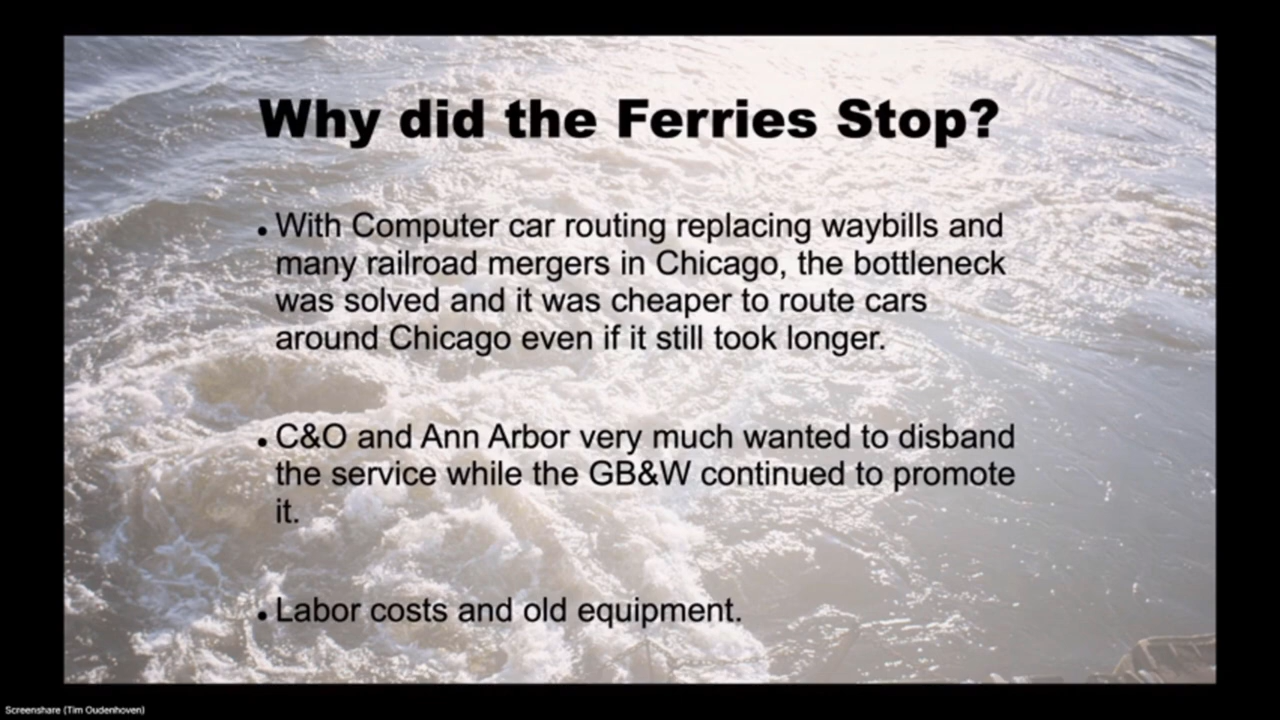 Why did the Ferries Stop?
• With Computer car routing replacing waybills and
many railroad mergers in Chicago, the bottleneck
was solved and it was cheaper to route cars
around Chicago even if it still took longer.
• C&O and Ann Arbor very much wanted to disband
the service while the GB&W continued to promote
it.
• Labor costs and old equipment.
Screenshare (Tim Oudenhoven)